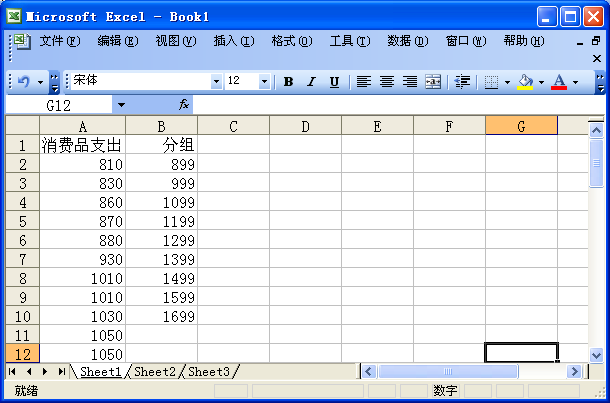 Microsoft Excel - Book1
文件(F) 编辑(E) 视图(V) 插入(I) 格式(O) 工具(T) 数据(D) 窗口(W) 帮助(H)
宋体 12 B I U A
G12 fx
A B C D E F G
1 消费品支出 分组
2 810 899
3 830 999
4 860 1099
5 870 1199
6 880 1299
7 930 1399
8 1010 1499
9 1010 1599
10 1030 1699
11 1050
12 1050
Sheet1 Sheet2 Sheet3
就绪 数字